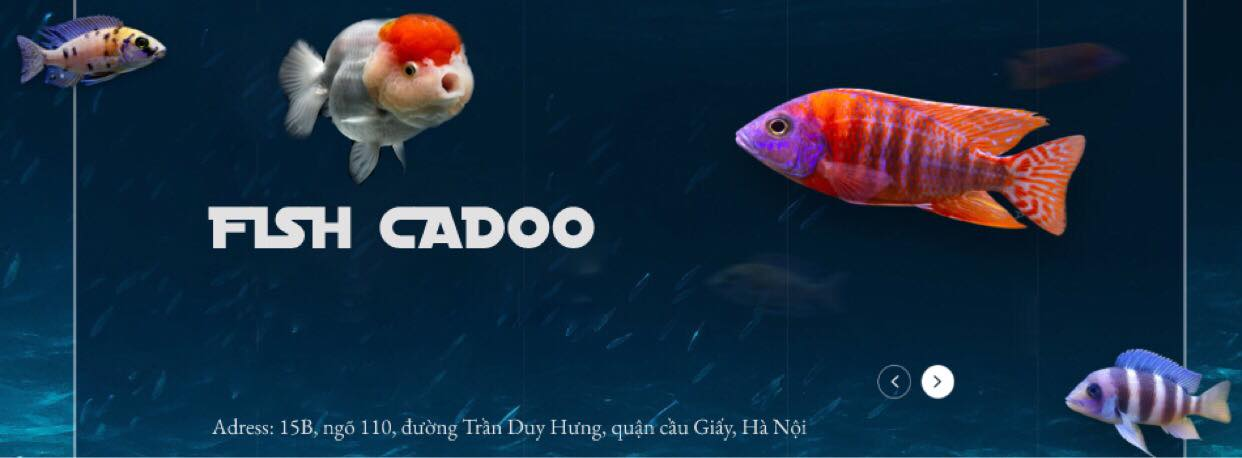 FISH CADOO
Adress: 15B, ngõ 110, đường Trần Duy Hưng, quận cầu Giấy, Hà Nội